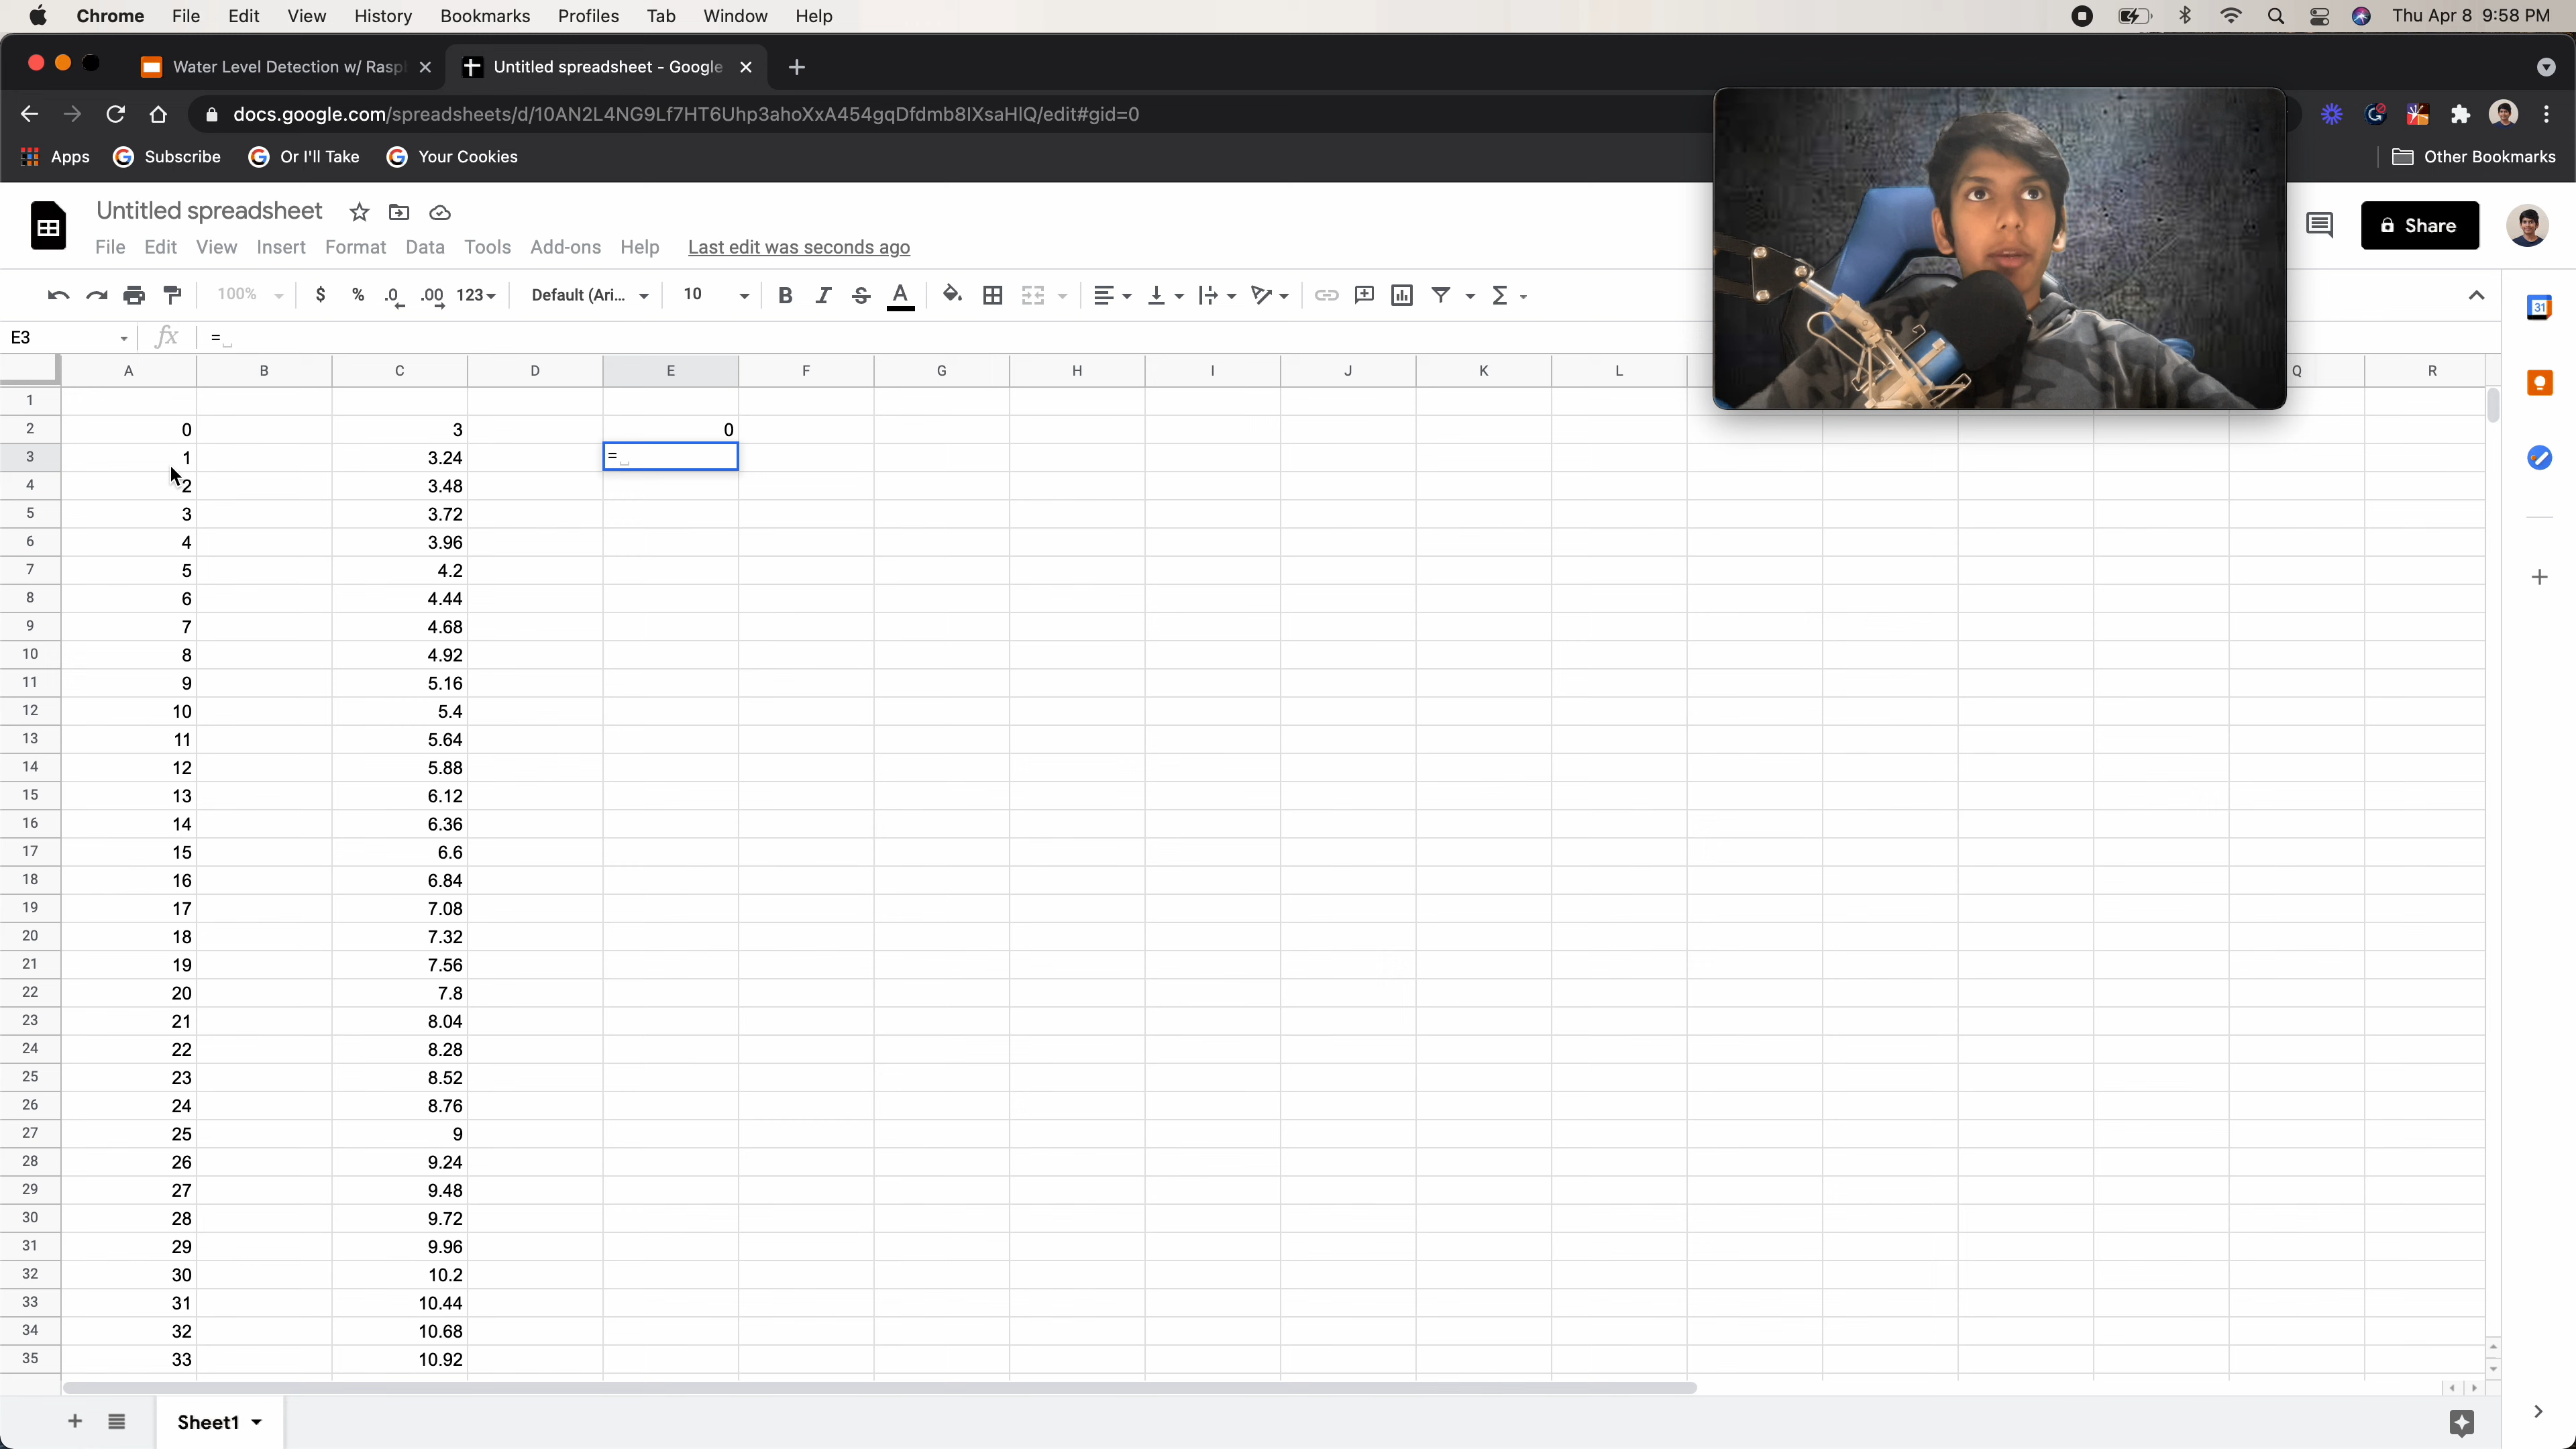 Chrome File Edit View History Bookmarks Profiles Tab Window Help Thu Apr 8 9:58 PM
Water Level Detection w/ Rasp Untitled spreadsheet - Google
docs.google.com/spreadsheets/d/10AN2L4NG9Lf7HT6Uhp3ahoXxA454gqDfdmb8IXsaHlQ/edit#gid=0
Apps Subscribe Or I'll Take Your Cookies Other Bookmarks
Untitled spreadsheet
File Edit View Insert Format Data Tools Add-ons Help Last edit was seconds ago Share
100% $ % .0 .00 123 Default (Ari... 10 B I S A Σ 31
E3 fx =
A B C D E F G H I J K L Q R
1
2 0 3 0
3 1 3.24 =
4 2 3.48
5 3 3.72
6 4 3.96
7 5 4.2
8 6 4.44
9 7 4.68
10 8 4.92
11 9 5.16
12 10 5.4
13 11 5.64
14 12 5.88
15 13 6.12
16 14 6.36
17 15 6.6
18 16 6.84
19 17 7.08
20 18 7.32
21 19 7.56
22 20 7.8
23 21 8.04
24 22 8.28
25 23 8.52
26 24 8.76
27 25 9
28 26 9.24
29 27 9.48
30 28 9.72
31 29 9.96
32 30 10.2
33 31 10.44
34 32 10.68
35 33 10.92
Sheet1